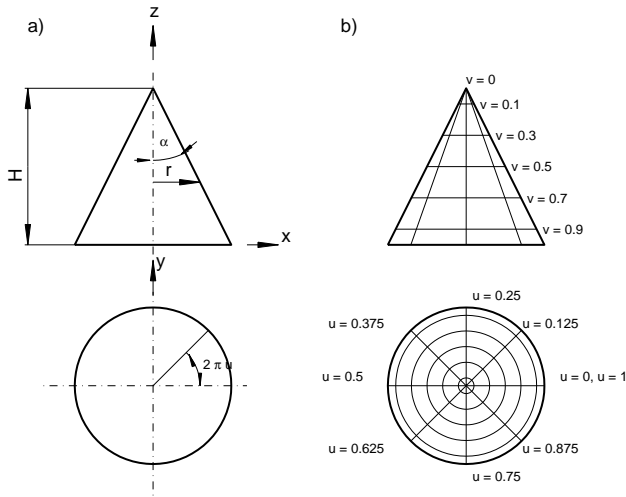 a)
z
H
α
r
x
y
2 π u
b)
v = 0
v = 0.1
v = 0.3
v = 0.5
v = 0.7
v = 0.9
u = 0.25
u = 0.375
u = 0.125
u = 0.5
u = 0, u = 1
u = 0.625
u = 0.875
u = 0.75